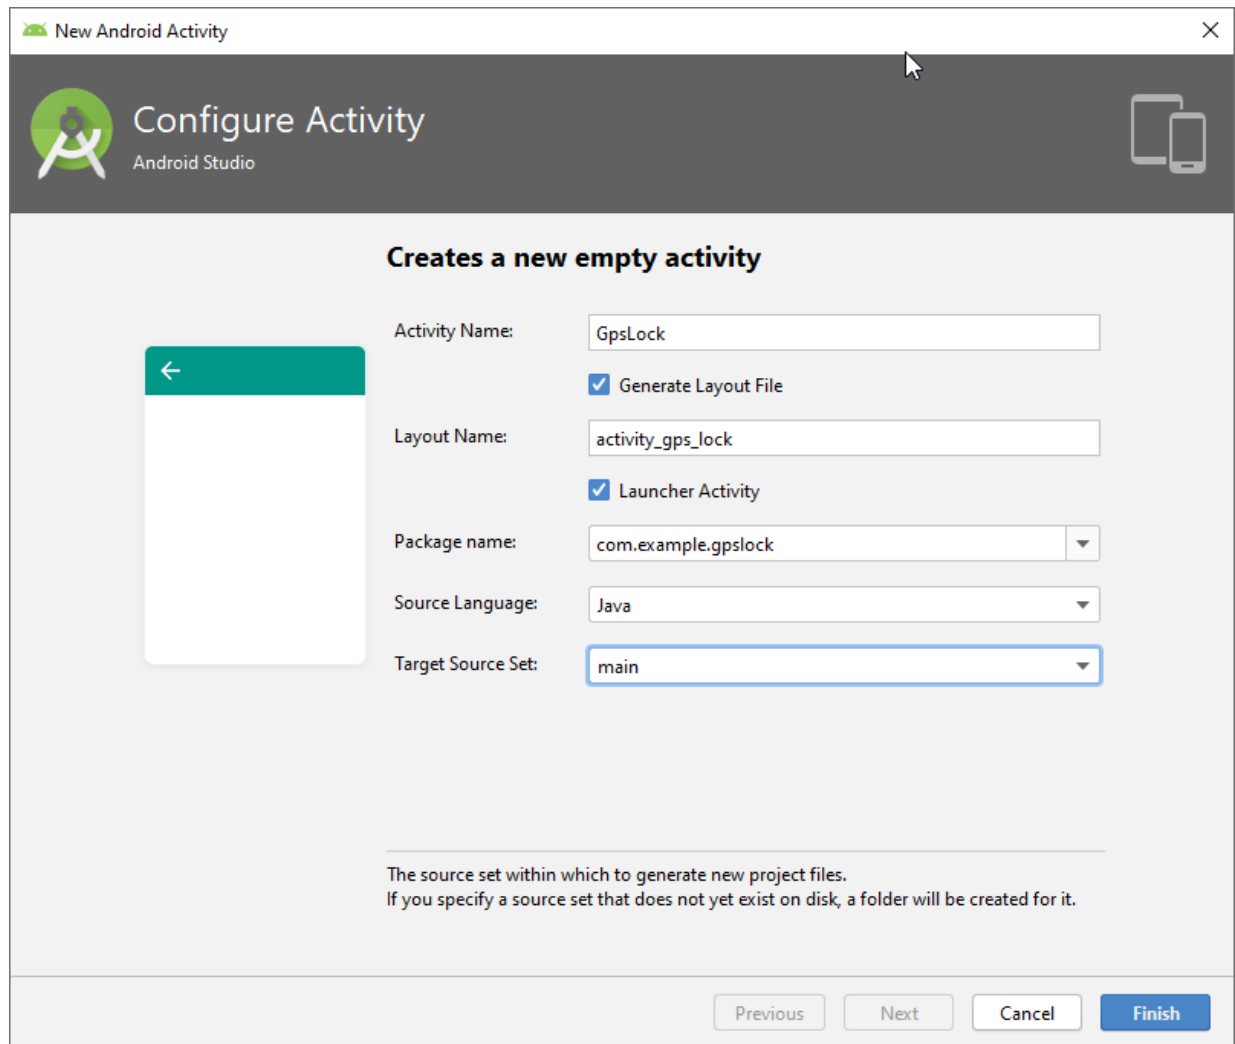 New Android Activity
Configure Activity
Android Studio
Creates a new empty activity
Activity Name: GpsLock
Generate Layout File
Layout Name: activity_gps_lock
Launcher Activity
Package name: com.example.gpslock
Source Language: Java
Target Source Set: main
The source set within which to generate new project files.
If you specify a source set that does not yet exist on disk, a folder will be created for it.
Previous Next Cancel Finish